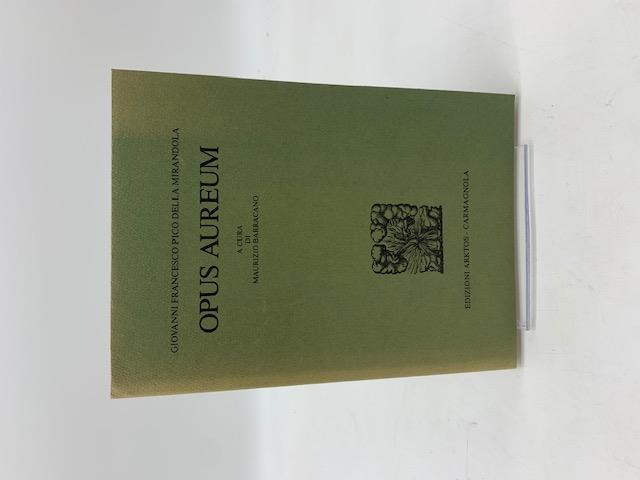 GIOVANNI FRANCESCO PICO DELLA MIRANDOLA
OPUS AUREUM
A CURA
DI
MAURIZIO BARRACANO
EDIZIONI ARKTOS - CARMAGNOLA